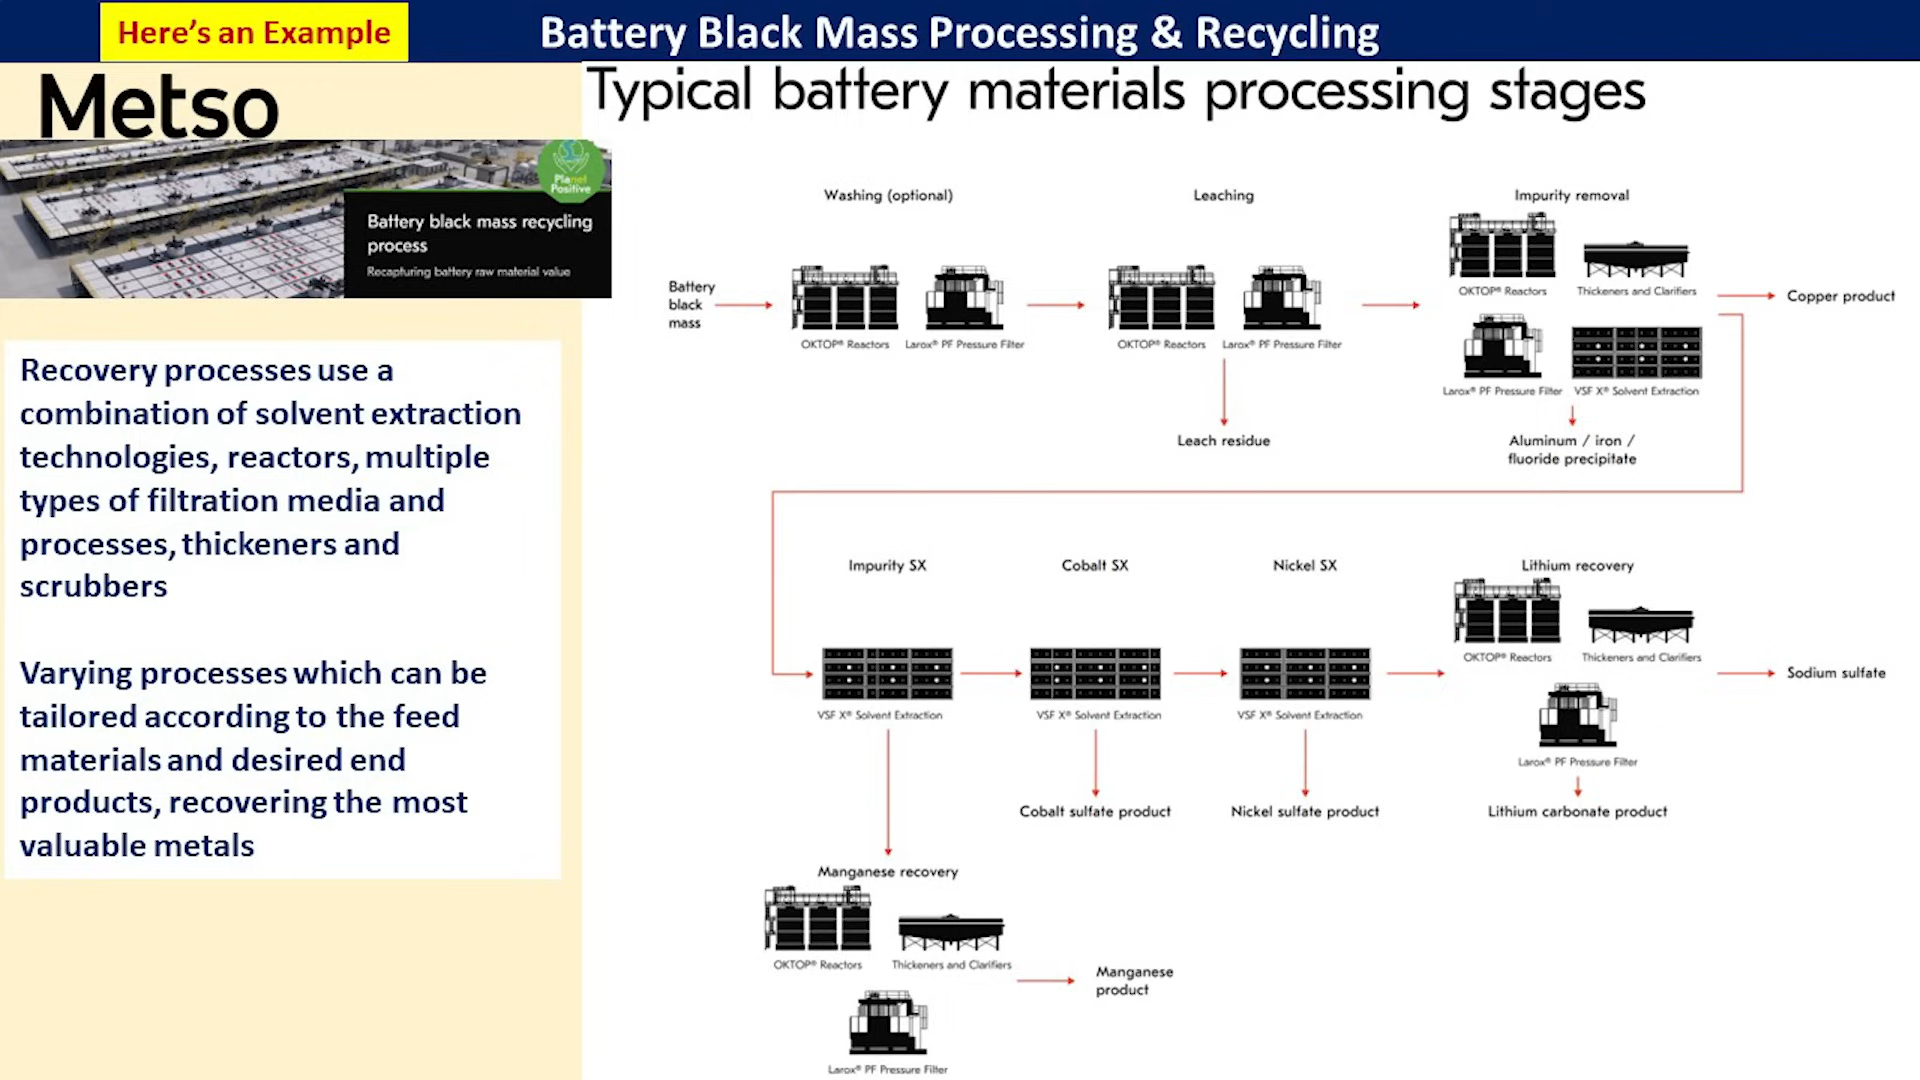 Here's an Example
Battery Black Mass Processing & Recycling
Metso
Planet
Positive
Battery black mass recycling
process
Recapturing battery raw material value
Recovery processes use a
combination of solvent extraction
technologies, reactors, multiple
types of filtration media and
processes, thickeners and
scrubbers
Varying processes which can be
tailored according to the feed
materials and desired end
products, recovering the most
valuable metals
Typical battery materials processing stages
Washing (optional)
Leaching
Impurity removal
Battery
black
mass
OKTOP® Reactors
Larox® PF Pressure Filter
OKTOP® Reactors
Larox® PF Pressure Filter
OKTOP® Reactors
Thickeners and Clarifiers
Larox® PF Pressure Filter
VSF X® Solvent Extraction
Copper product
Leach residue
Aluminum / iron /
fluoride precipitate
Impurity SX
Cobalt SX
Nickel SX
Lithium recovery
VSF X® Solvent Extraction
VSF X® Solvent Extraction
VSF X® Solvent Extraction
OKTOP® Reactors
Thickeners and Clarifiers
Larox® PF Pressure Filter
Sodium sulfate
Cobalt sulfate product
Nickel sulfate product
Lithium carbonate product
Manganese recovery
OKTOP® Reactors
Thickeners and Clarifiers
Larox® PF Pressure Filter
Manganese
product